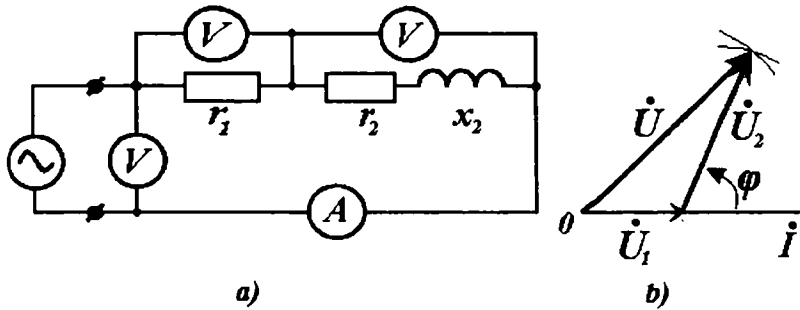 V V
r₁ r₂ x₂
V
A
a)
U̇ U̇₂
φ
0 U̇₁ İ
b)